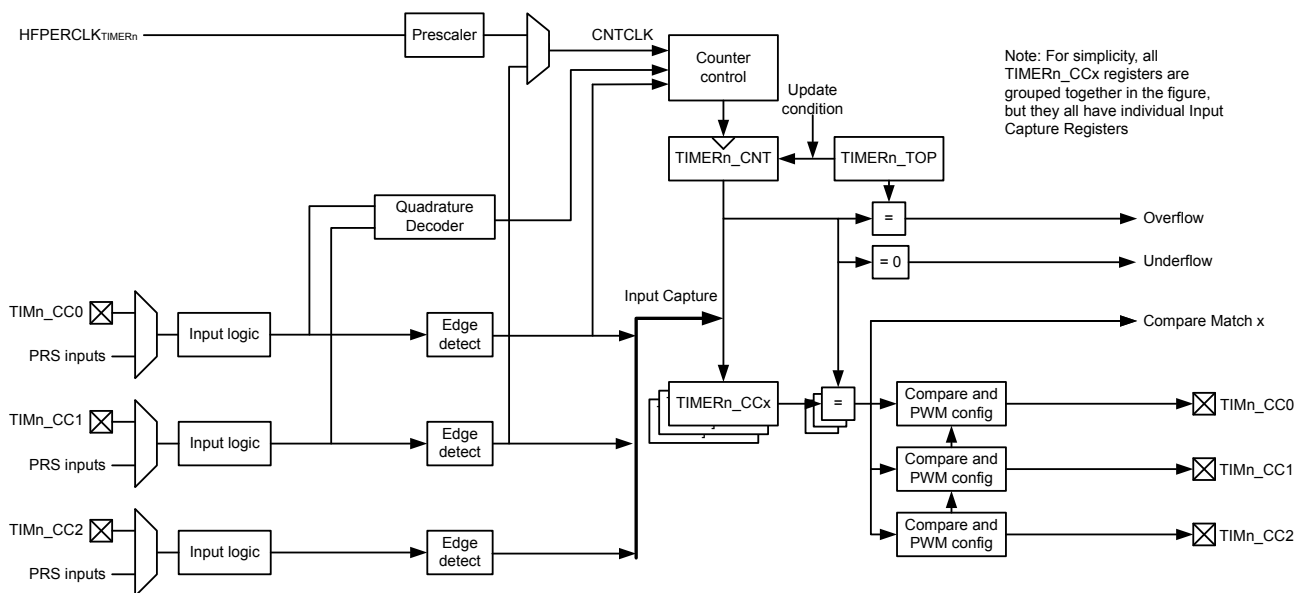 HFPERCLKTIMERn
Prescaler
CNTCLK
Counter
control
Note: For simplicity, all
TIMERn_CCx registers are
grouped together in the figure,
but they all have individual Input
Capture Registers
Update
condition
TIMERn_CNT
TIMERn_TOP
Quadrature
Decoder
=
Overflow
= 0
Underflow
TIMn_CC0
PRS inputs
Input logic
Edge
detect
Input Capture
Compare Match x
TIMERn_CCx
=
Compare and
PWM config
TIMn_CC0
TIMn_CC1
PRS inputs
Input logic
Edge
detect
Compare and
PWM config
TIMn_CC1
TIMn_CC2
PRS inputs
Input logic
Edge
detect
Compare and
PWM config
TIMn_CC2